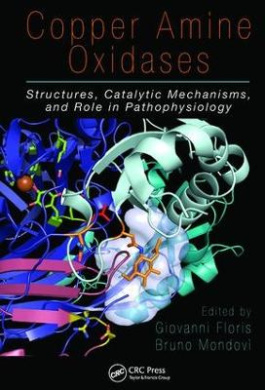 Copper Amine
Oxidases
Structures, Catalytic Mechanisms,
and Role in Pathophysiology
Edited by
Giovanni Floris
Bruno Mondovì
CRC
CRC Press
Taylor & Francis Group